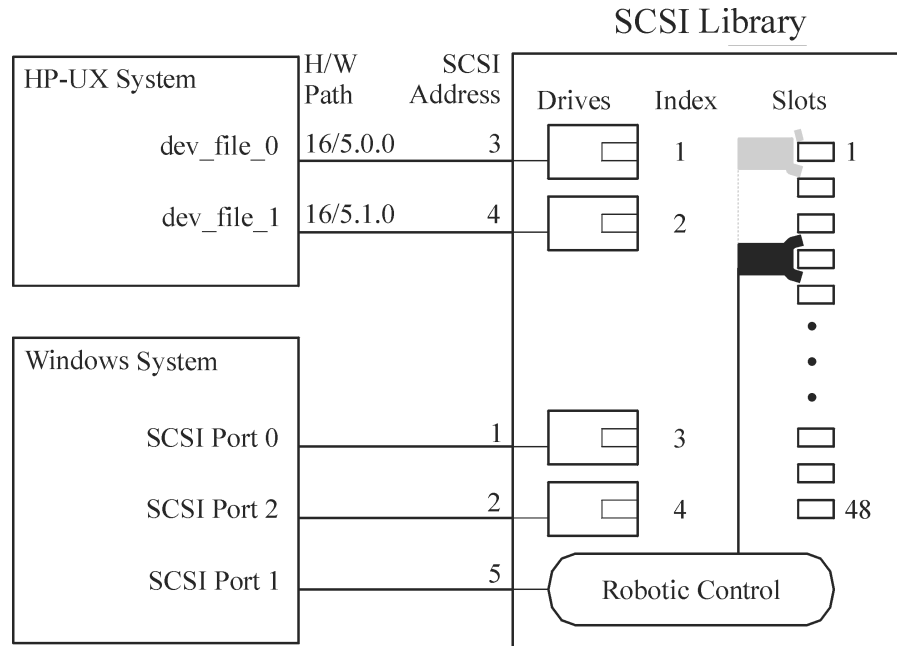 SCSI Library
HP-UX System
H/W Path
SCSI Address
Drives Index Slots
dev_file_0 16/5.0.0 3 1 1
dev_file_1 16/5.1.0 4 2
Windows System
SCSI Port 0 1 3
SCSI Port 2 2 4 48
SCSI Port 1 5 Robotic Control